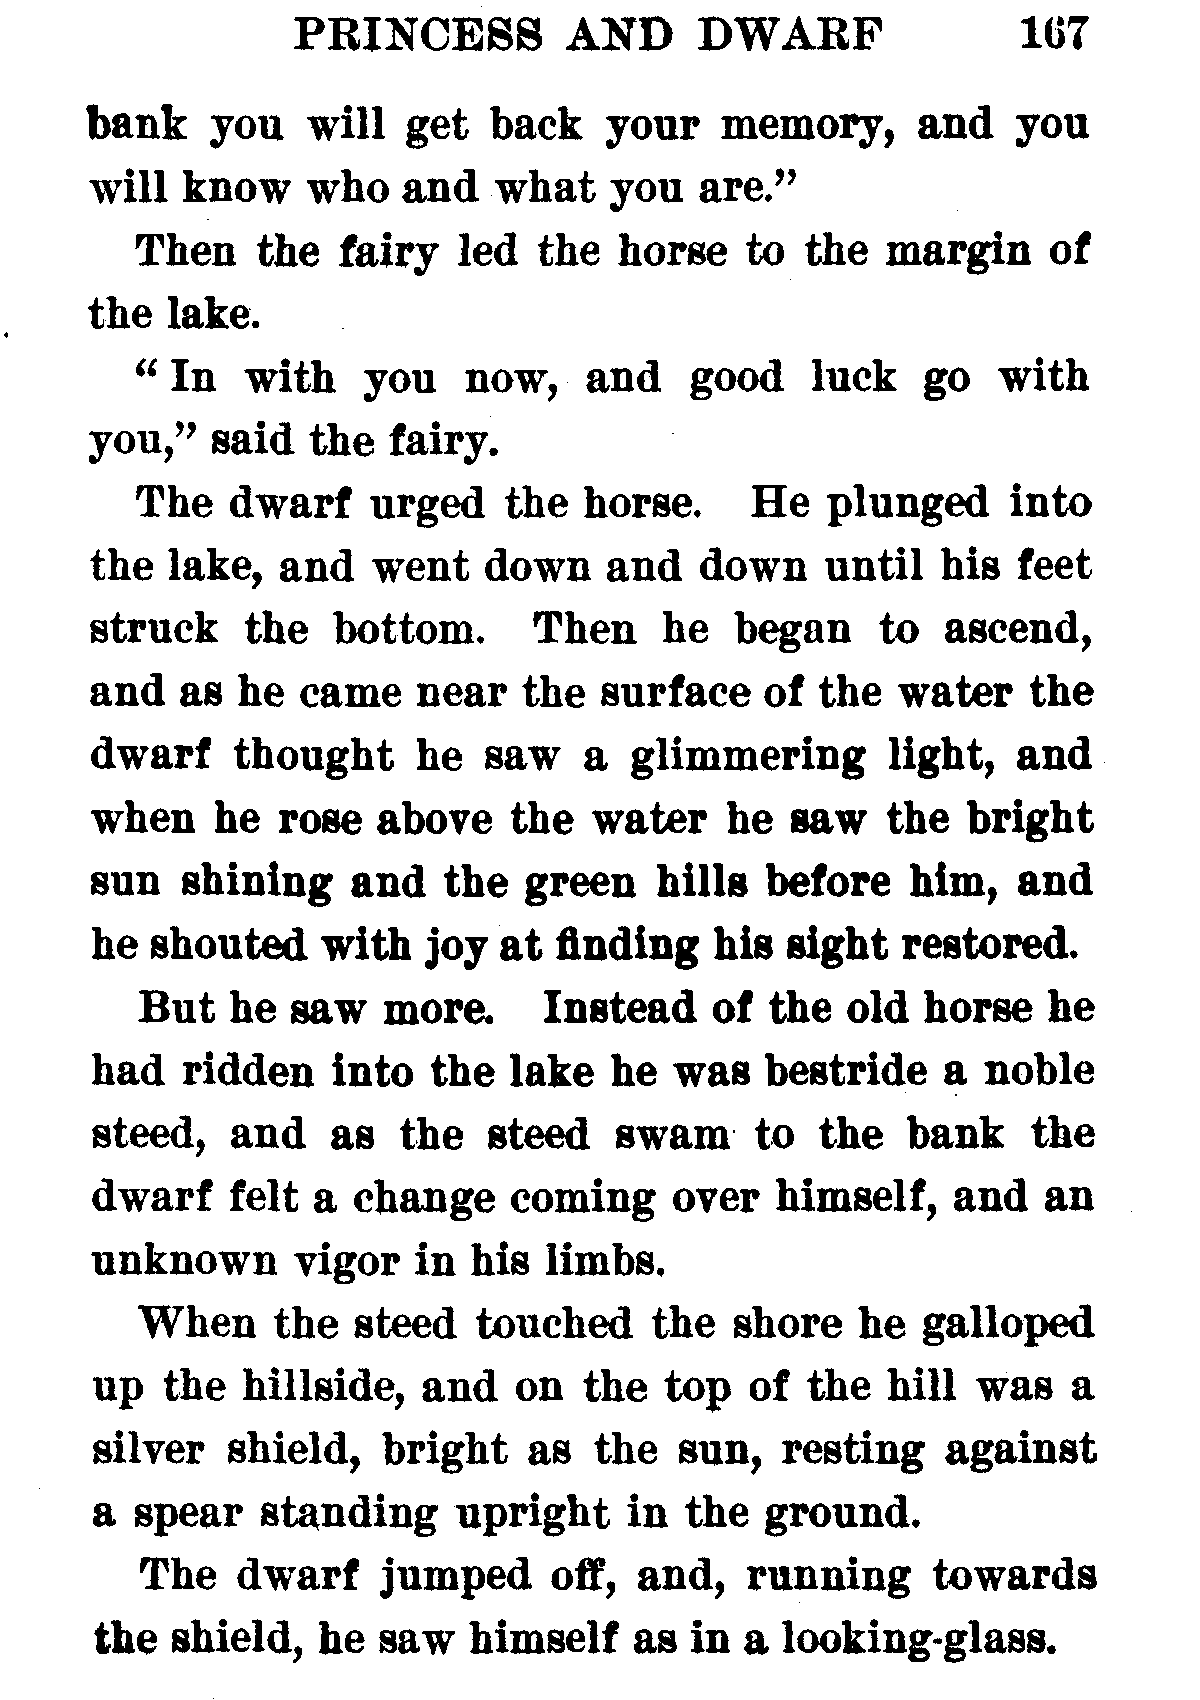 PRINCESS AND DWARF 167
bank you will get back your memory, and you
will know who and what you are.”
Then the fairy led the horse to the margin of
the lake.
“ In with you now, and good luck go with
you,” said the fairy.
The dwarf urged the horse. He plunged into
the lake, and went down and down until his feet
struck the bottom. Then he began to ascend,
and as he came near the surface of the water the
dwarf thought he saw a glimmering light, and
when he rose above the water he saw the bright
sun shining and the green hills before him, and
he shouted with joy at finding his sight restored.
But he saw more. Instead of the old horse he
had ridden into the lake he was bestride a noble
steed, and as the steed swam to the bank the
dwarf felt a change coming over himself, and an
unknown vigor in his limbs.
When the steed touched the shore he galloped
up the hillside, and on the top of the hill was a
silver shield, bright as the sun, resting against
a spear standing upright in the ground.
The dwarf jumped off, and, running towards
the shield, he saw himself as in a looking-glass.